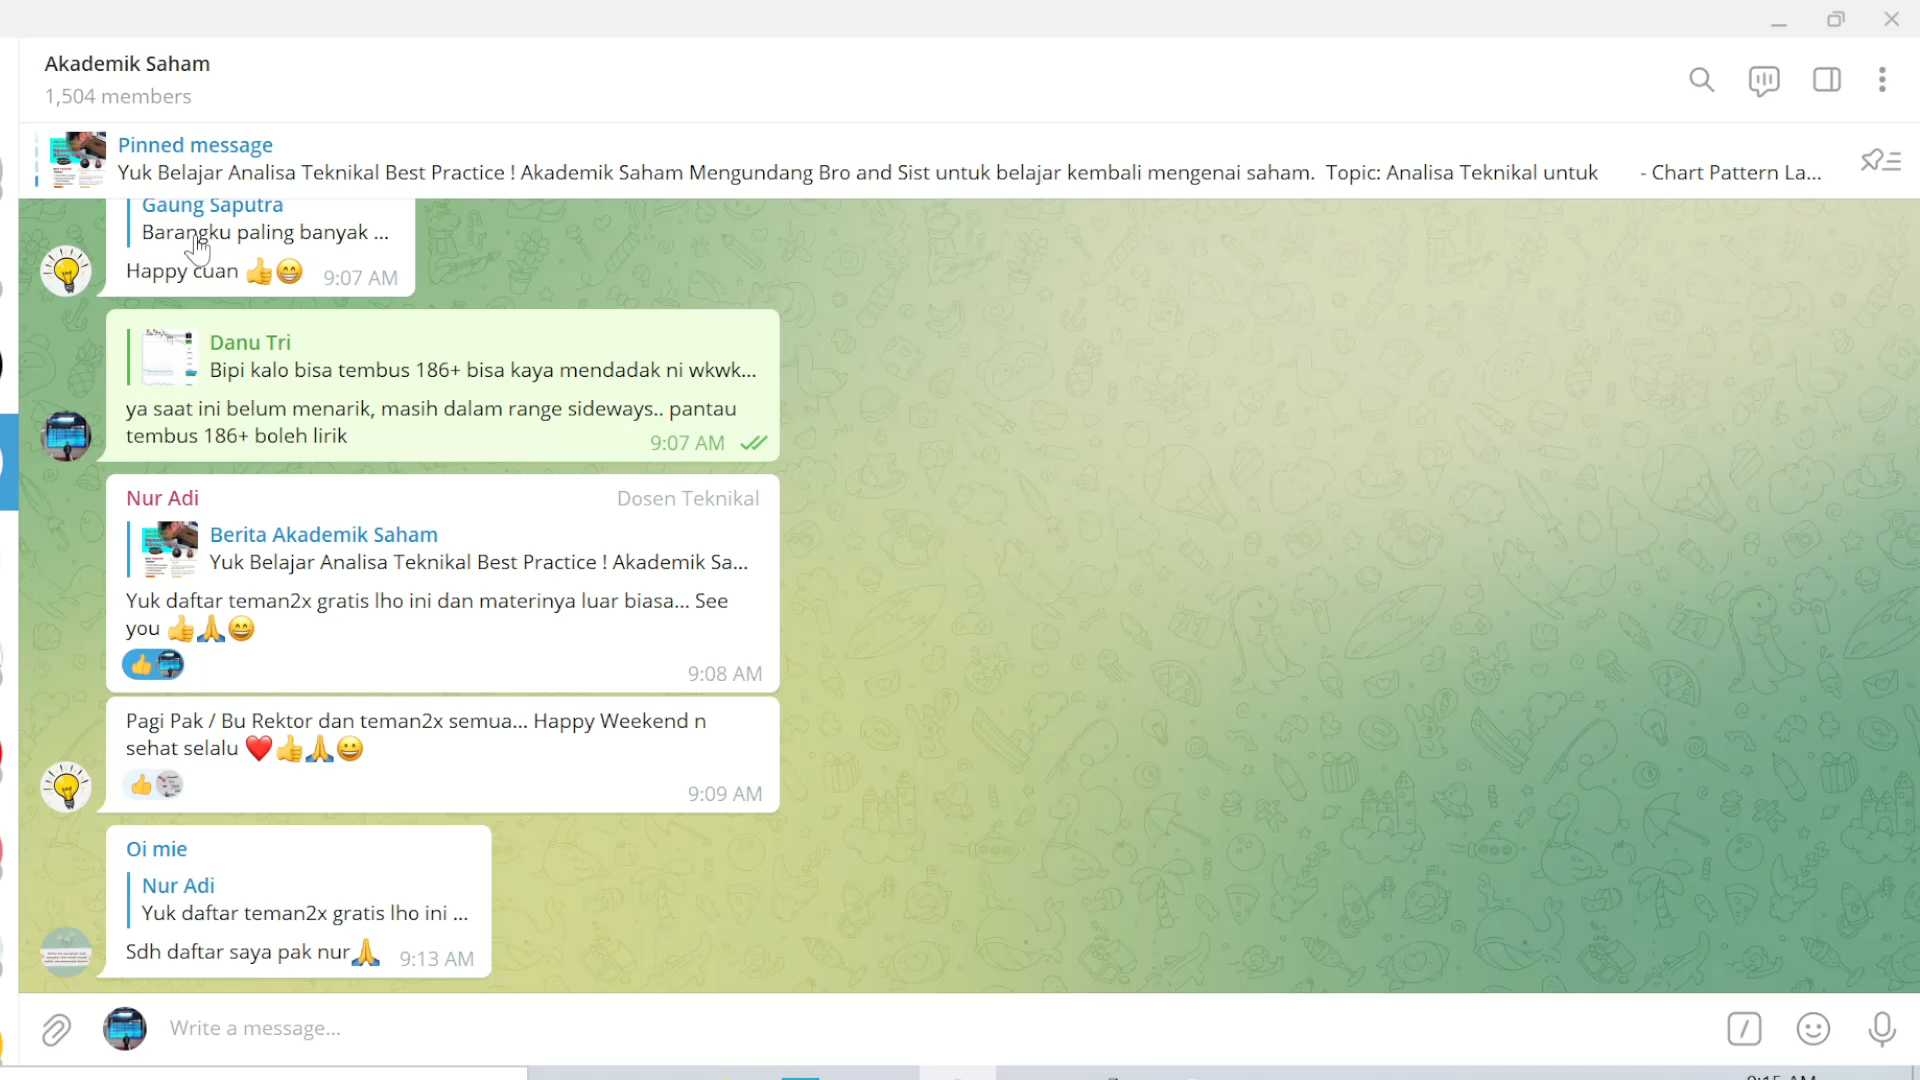 Akademik Saham
1,504 members
Pinned message
Yuk Belajar Analisa Teknikal Best Practice ! Akademik Saham Mengundang Bro and Sist untuk belajar kembali mengenai saham. Topic: Analisa Teknikal untuk - Chart Pattern La...
Gaung Saputra
Barangku paling banyak ...
Happy cuan 👍😁 9:07 AM
Danu Tri
Bipi kalo bisa tembus 186+ bisa kaya mendadak ni wkwk...
ya saat ini belum menarik, masih dalam range sideways.. pantau
tembus 186+ boleh lirik
9:07 AM
Nur Adi Dosen Teknikal
Berita Akademik Saham
Yuk Belajar Analisa Teknikal Best Practice ! Akademik Sa...
Yuk daftar teman2x gratis lho ini dan materinya luar biasa... See
you 👍🙏😄
9:08 AM
Pagi Pak / Bu Rektor dan teman2x semua... Happy Weekend n
sehat selalu ❤️👍🙏😀
9:09 AM
Oi mie
Nur Adi
Yuk daftar teman2x gratis lho ini ...
Sdh daftar saya pak nur🙏 9:13 AM
Write a message...